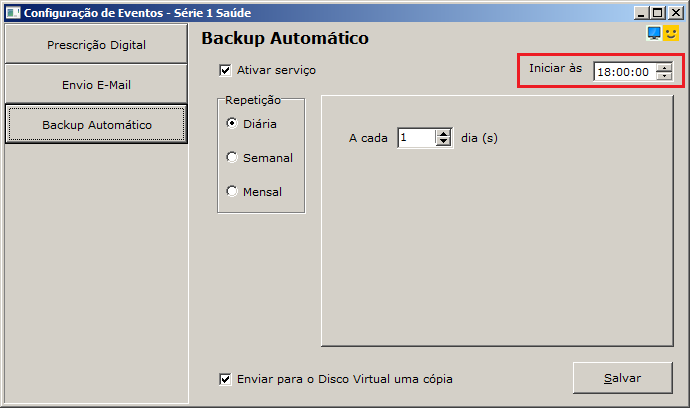 Configuração de Eventos - Série 1 Saúde
Prescrição Digital
Envio E-Mail
Backup Automático
Backup Automático
Ativar serviço
Iniciar às 18:00:00
Repetição
Diária
Semanal
Mensal
A cada 1 dia (s)
Enviar para o Disco Virtual uma cópia
Salvar